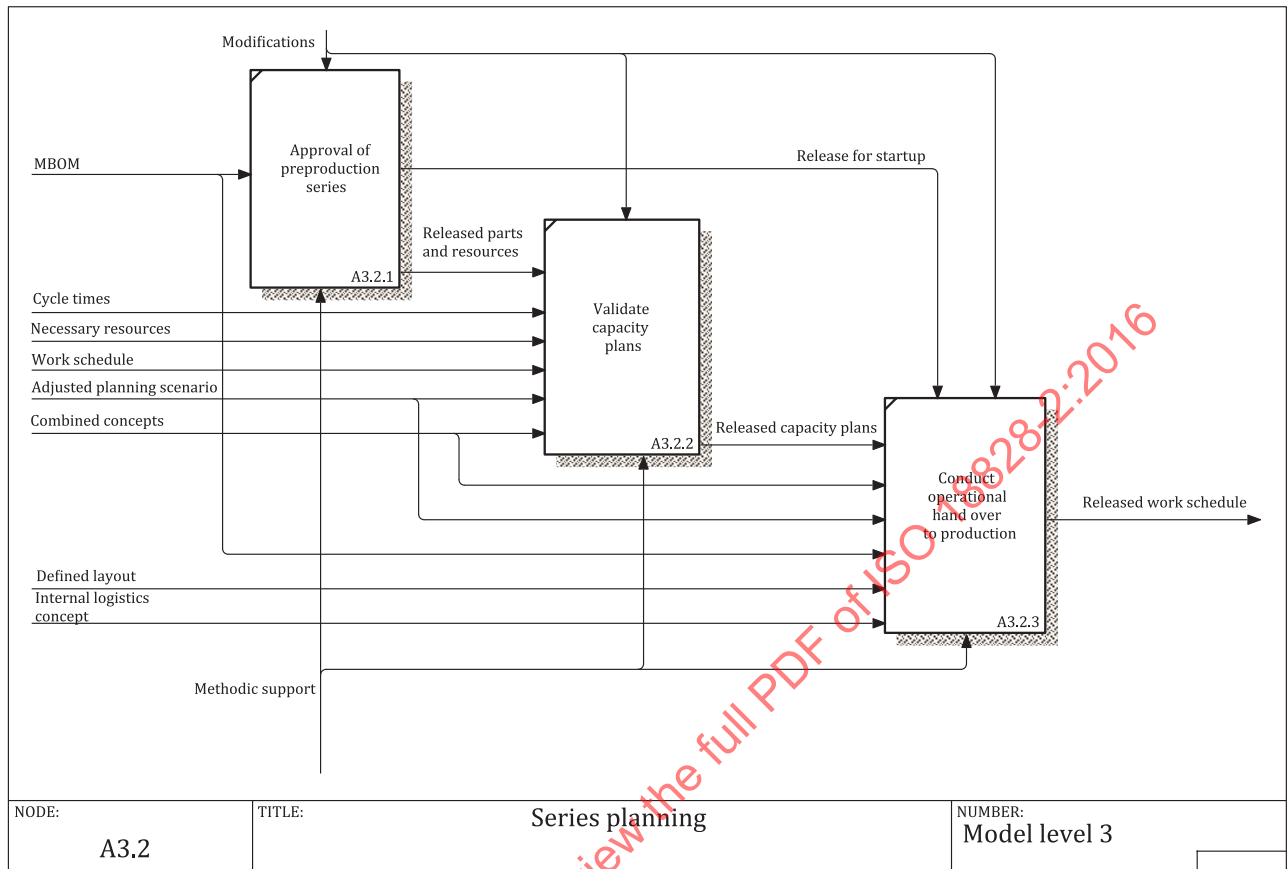 Modifications
MBOM
Approval of
preproduction
series
A3.2.1
Release for startup
Released parts
and resources
Cycle times
Necessary resources
Work schedule
Adjusted planning scenario
Combined concepts
Validate
capacity
plans
A3.2.2
Released capacity plans
Conduct
operational
hand over
to production
A3.2.3
Released work schedule
Defined layout
Internal logistics
concept
Methodic support
NODE:
A3.2
TITLE:
Series planning
NUMBER:
Model level 3
view the full PDF of ISO 18828-2:2016